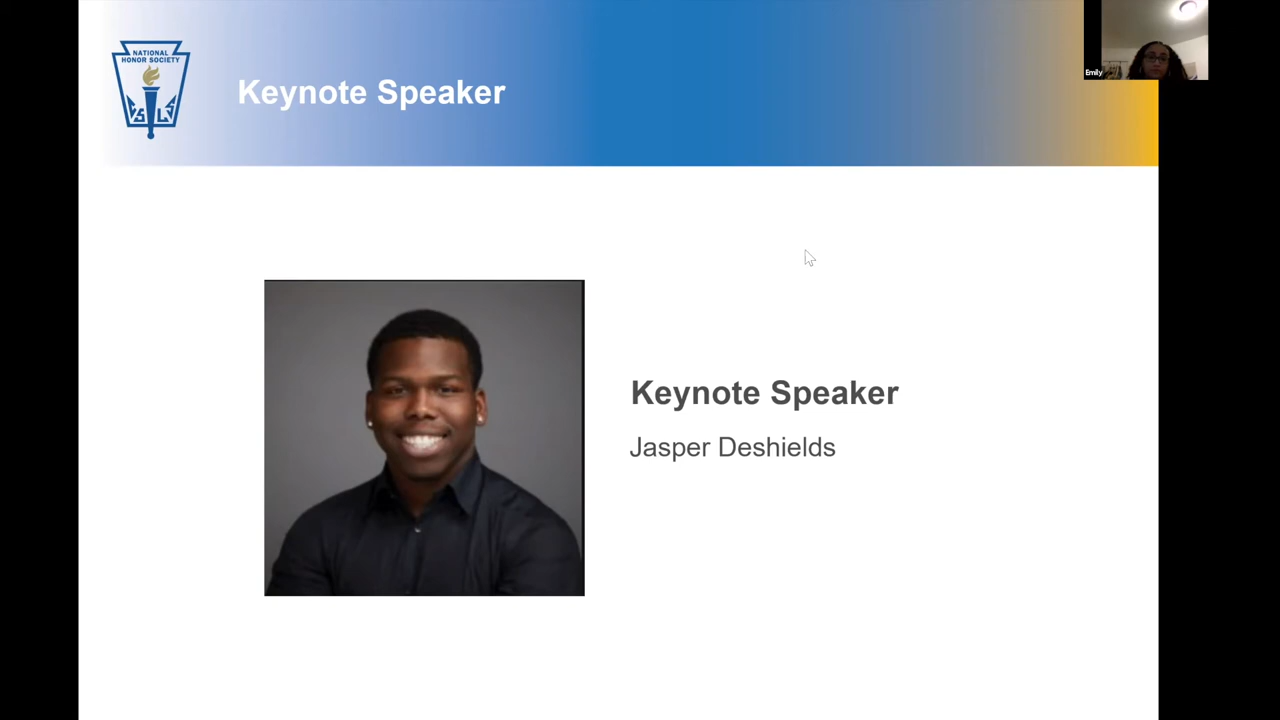 NATIONAL
HONOR SOCIETY
Keynote Speaker
Emily
Keynote Speaker
Jasper Deshields